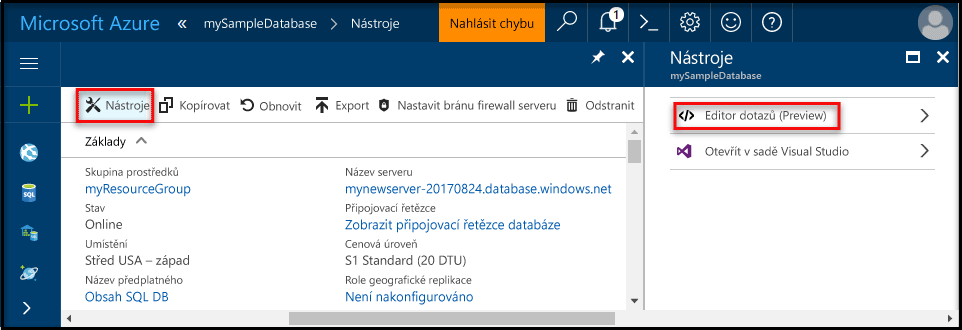 Microsoft Azure « mySampleDatabase > Nástroje Nahlásit chybu 1
Nástroje
mySampleDatabase
Nástroje Kopírovat Obnovit Export Nastavit bránu firewall serveru Odstranit
Editor dotazů (Preview)
Otevřít v sadě Visual Studio
Základy
Skupina prostředků
myResourceGroup
Název serveru
mynewserver-20170824.database.windows.net
Stav
Online
Připojovací řetězce
Zobrazit připojovací řetězce databáze
Umístění
Střed USA – západ
Cenová úroveň
S1 Standard (20 DTU)
Název předplatného
Obsah SQL DB
Role geografické replikace
Není nakonfigurováno
SQL